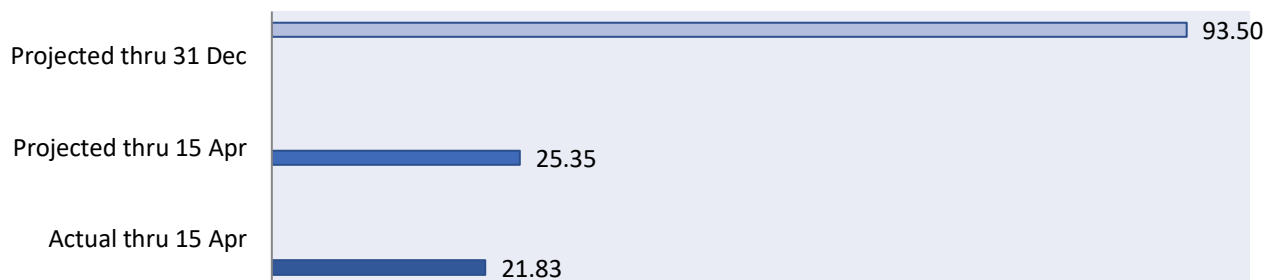 93.50
Projected thru 31 Dec
Projected thru 15 Apr
25.35
Actual thru 15 Apr
21.83